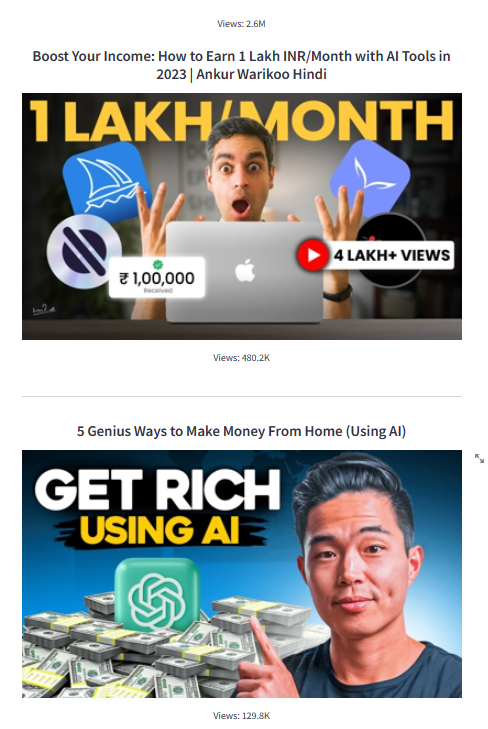 Views: 2.6M
Boost Your Income: How to Earn 1 Lakh INR/Month with AI Tools in
2023 | Ankur Warikoo Hindi
1 LAKH/MONTH
₹ 1,00,000
Received
4 LAKH+ VIEWS
Views: 480.2K
5 Genius Ways to Make Money From Home (Using AI)
GET RICH
USING AI
Views: 129.8K